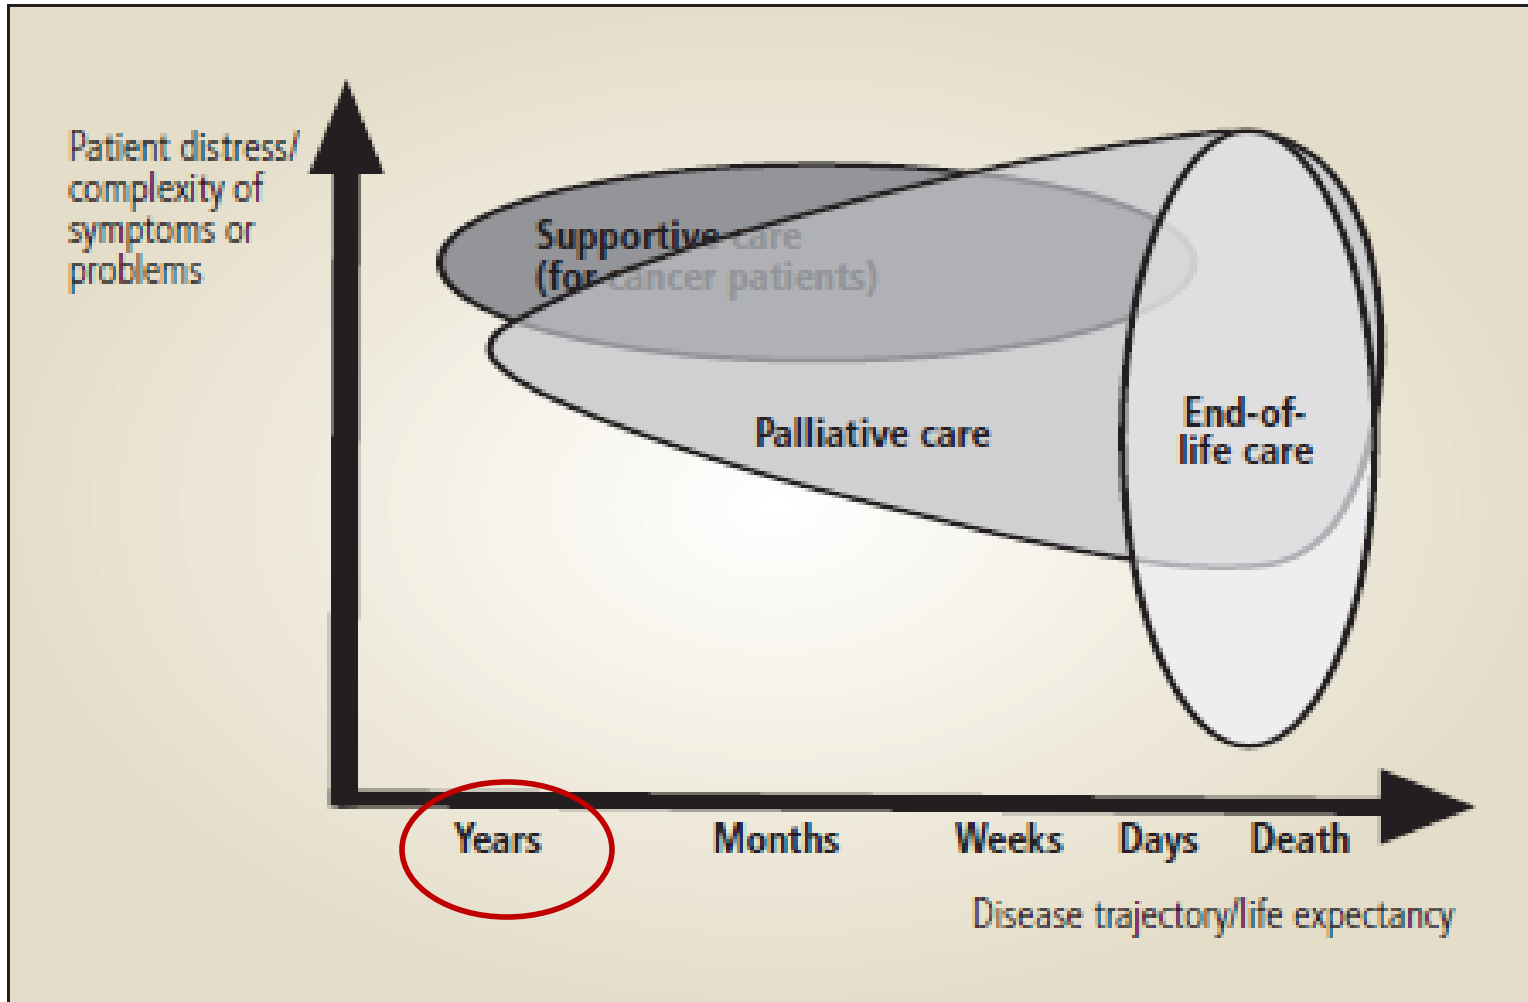 Patient distress/
complexity of
symptoms or
problems
Supportive care
(for cancer patients)
Palliative care
End-of-
life care
Years Months Weeks Days Death
Disease trajectory/life expectancy